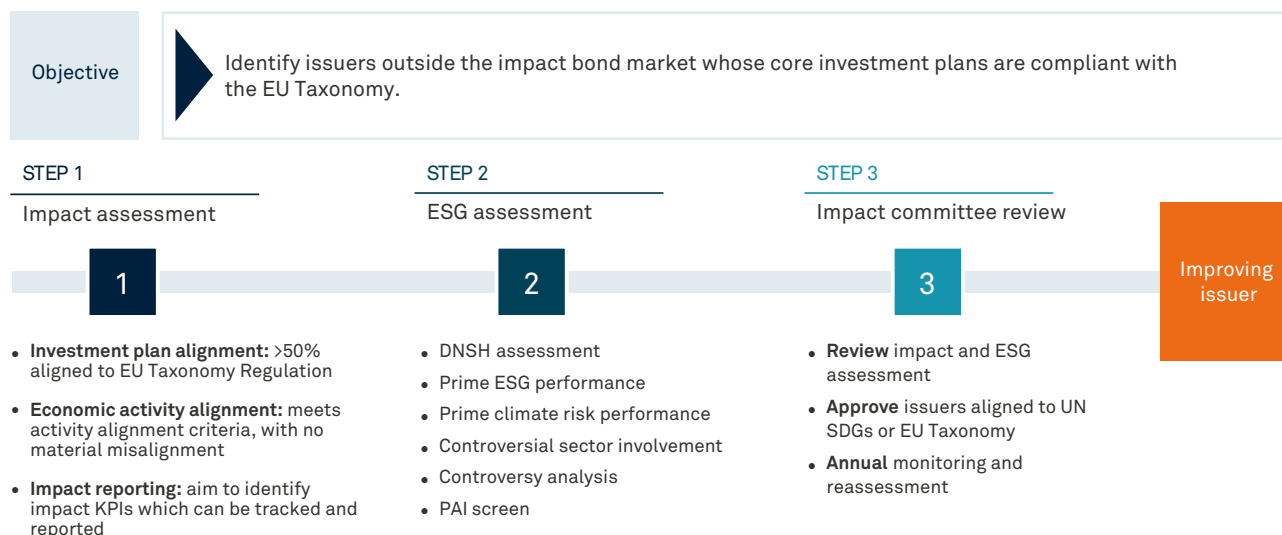 Objective
Identify issuers outside the impact bond market whose core investment plans are compliant with
the EU Taxonomy.
STEP 1
Impact assessment
1
• Investment plan alignment: >50%
aligned to EU Taxonomy Regulation
• Economic activity alignment: meets
activity alignment criteria, with no
material misalignment
• Impact reporting: aim to identify
impact KPIs which can be tracked and
reported
STEP 2
ESG assessment
2
• DNSH assessment
• Prime ESG performance
• Prime climate risk performance
• Controversial sector involvement
• Controversy analysis
• PAI screen
STEP 3
Impact committee review
3
• Review impact and ESG
assessment
• Approve issuers aligned to UN
SDGs or EU Taxonomy
• Annual monitoring and
reassessment
Improving
issuer